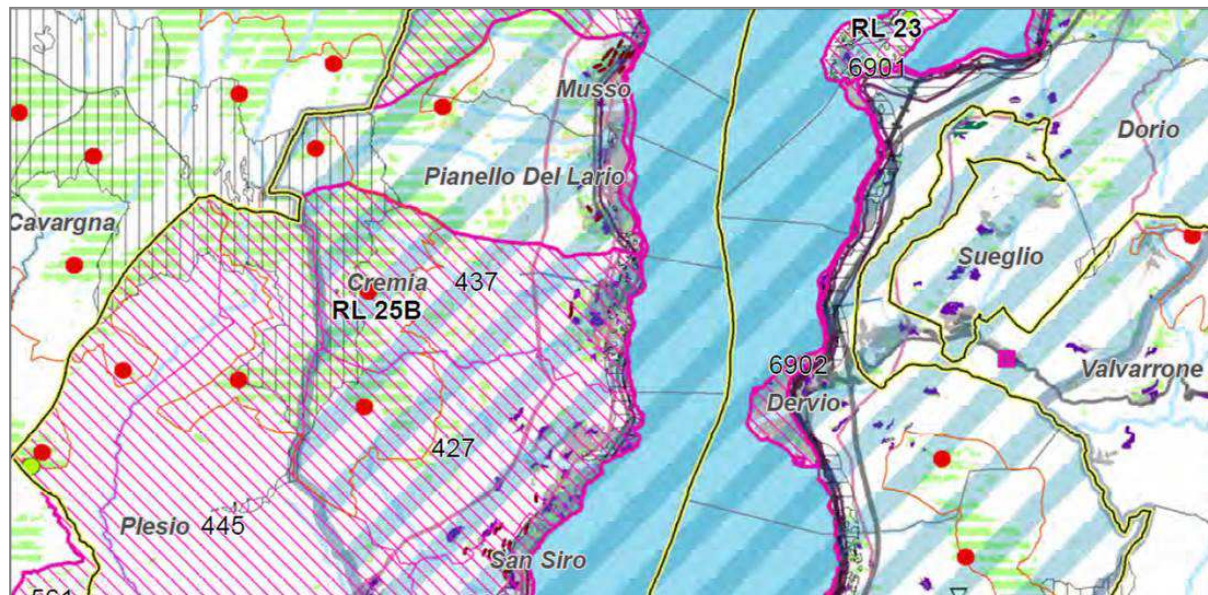 RL 23
6901
Musso
Dorio
Pianello Del Lario
Cavargna
Sueglio
Cremia
437
RL 25B
6902
Valvarrone
Dervio
427
Plesio
445
San Siro